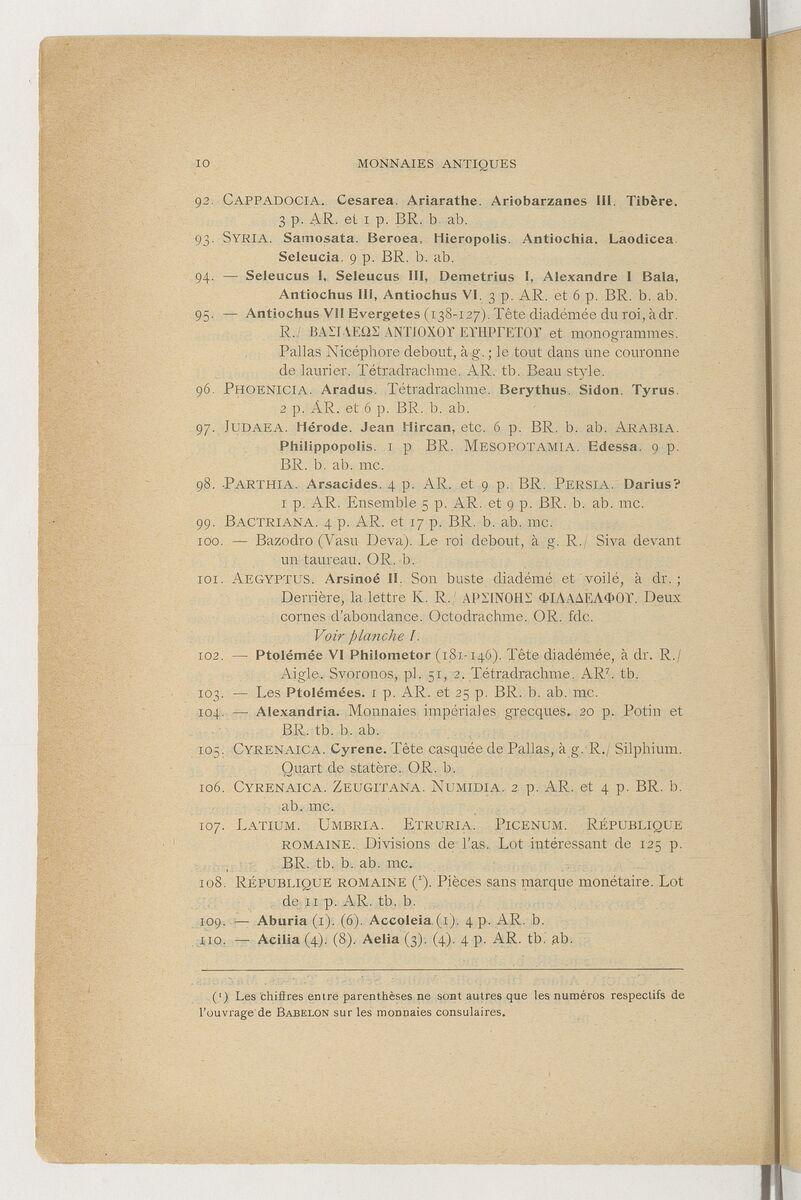 10 MONNAIES ANTIQUES
92. CAPPADOCIA. Cesarea. Ariarathe. Ariobarzanes III. Tibère.
3 p. AR. et 1 p. BR. b. ab.
93. SYRIA. Samosata. Beroea. Hieropolis. Antiochia. Laodicea.
Seleucia. 9 p. BR. b. ab.
94. — Seleucus I, Seleucus III, Demetrius I, Alexandre I Bala,
Antiochus III, Antiochus VI. 3 p. AR. et 6 p. BR. b. ab.
95. — Antiochus VII Evergetes (138-127). Tête diadémée du roi, à dr.
R./ ΒΑΣΙΛΕΩΣ ΑΝΤΙΟΧΟΥ ΕΥΗΡΓΕΤΟΥ et monogrammes.
Pallas Nicéphore debout, à g. ; le tout dans une couronne
de laurier. Tétradrachme. AR. tb. Beau style.
96. PHOENICIA. Aradus. Tétradrachme. Berythus. Sidon. Tyrus.
2 p. AR. et 6 p. BR. b. ab.
97. JUDAEA. Hérode. Jean Hircan, etc. 6 p. BR. b. ab. ARABIA.
Philippopolis. 1 p BR. MESOPOTAMIA. Edessa. 9 p.
BR. b. ab. mc.
98. PARTHIA. Arsacides. 4 p. AR. et 9 p. BR. PERSIA. Darius?
1 p. AR. Ensemble 5 p. AR. et 9 p. BR. b. ab. mc.
99. BACTRIANA. 4 p. AR. et 17 p. BR. b. ab. mc.
100. — Bazodro (Vasu Deva). Le roi debout, à g. R./ Siva devant
un taureau. OR. b.
101. AEGYPTUS. Arsinoé II. Son buste diadémé et voilé, à dr. ;
Derrière, la lettre K. R./ ΑΡΣΙΝΟΗΣ ΦΙΛΑΔΕΛΦΟΥ. Deux
cornes d'abondance. Octodrachme. OR. fdc.
Voir planche I.
102. — Ptolémée VI Philometor (181-146). Tête diadémée, à dr. R./
Aigle. Svoronos, pl. 51, 2. Tétradrachme. AR⁷. tb.
103. — Les Ptolémées. 1 p. AR. et 25 p. BR. b. ab. mc.
104. — Alexandria. Monnaies impériales grecques. 20 p. Potin et
BR. tb. b. ab.
105. CYRENAICA. Cyrene. Tête casquée de Pallas, à g. R./ Silphium.
Quart de statère. OR. b.
106. CYRENAICA. ZEUGITANA. NUMIDIA. 2 p. AR. et 4 p. BR. b.
ab. mc.
107. LATIUM. UMBRIA. ETRURIA. PICENUM. RÉPUBLIQUE
ROMAINE. Divisions de l'as. Lot intéressant de 125 p.
BR. tb. b. ab. mc.
108. RÉPUBLIQUE ROMAINE (¹). Pièces sans marque monétaire. Lot
de 11 p. AR. tb. b.
109. — Aburia (1). (6). Accoleia (1). 4 p. AR. b.
110. — Acilia (4). (8). Aelia (3). (4). 4 p. AR. tb. ab.
(¹) Les chiffres entre parenthèses ne sont autres que les numéros respectifs de
l'ouvrage de BABELON sur les monnaies consulaires.